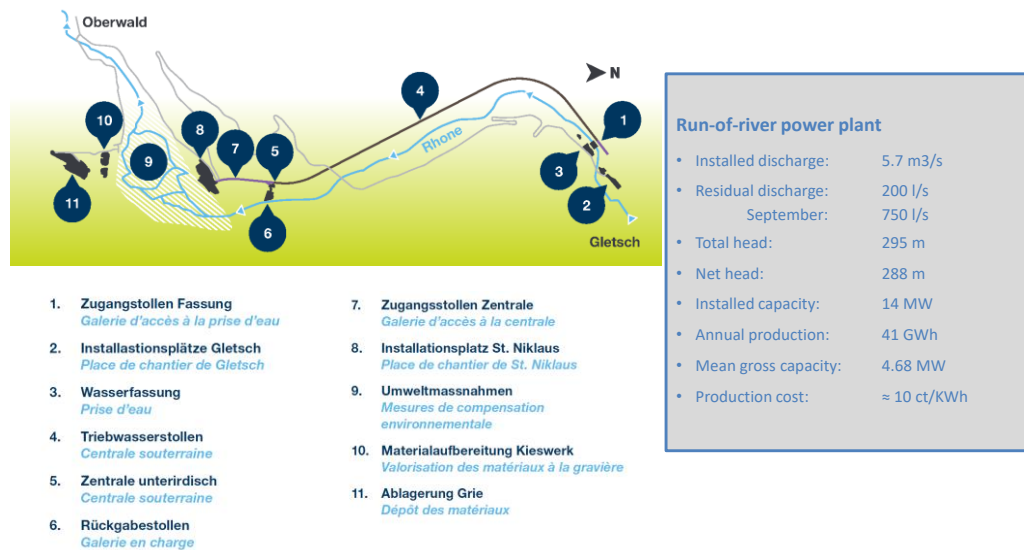 Oberwald
N
10
8
7
5
4
1
Rhone
9
3
11
6
2
Gletsch
1. Zugangstollen Fassung
Galerie d'accès à la prise d'eau
2. Installastionsplätze Gletsch
Place de chantier de Gletsch
3. Wasserfassung
Prise d'eau
4. Triebwasserstollen
Centrale souterraine
5. Zentrale unterirdisch
Centrale souterraine
6. Rückgabestollen
Galerie en charge
7. Zugangsstollen Zentrale
Galerie d'accès à la centrale
8. Installationsplatz St. Niklaus
Place de chantier de St. Niklaus
9. Umweltmassnahmen
Mesures de compensation
environnementale
10. Materialaufbereitung Kieswerk
Valorisation des matériaux à la gravière
11. Ablagerung Grie
Dépôt des matériaux
Run-of-river power plant
• Installed discharge: 5.7 m3/s
• Residual discharge: 200 l/s
September: 750 l/s
• Total head: 295 m
• Net head: 288 m
• Installed capacity: 14 MW
• Annual production: 41 GWh
• Mean gross capacity: 4.68 MW
• Production cost: ≈ 10 ct/KWh